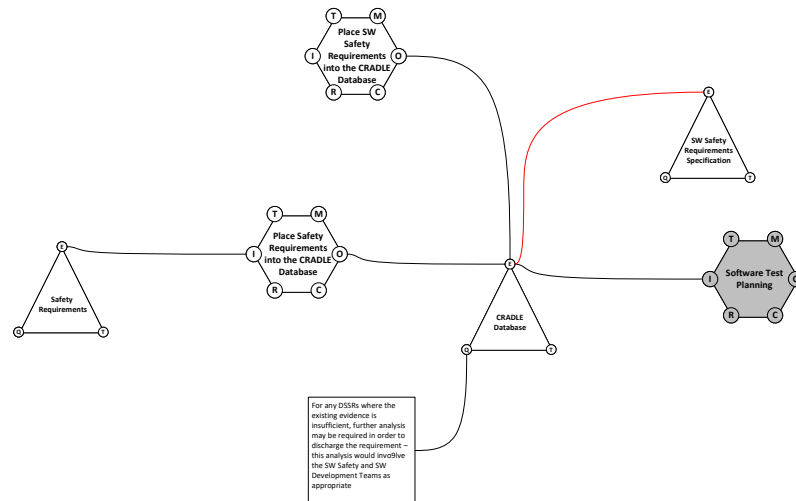 T
M
Place SW
Safety
Requirements
into the CRADLE
Database
I
O
R
C
E
SW Safety
Requirements
Specification
Q
T
T
M
Place Safety
Requirements
into the CRADLE
Database
I
O
R
C
E
Safety
Requirements
Q
T
E
CRADLE
Database
Q
T
T
M
Software Test
Planning
I
O
R
C
For any DSSRs where the
existing evidence is
insufficient, further analysis
may be required in order to
discharge the requirement –
this analysis would invo9lve
the SW Safety and SW
Development Teams as
appropriate